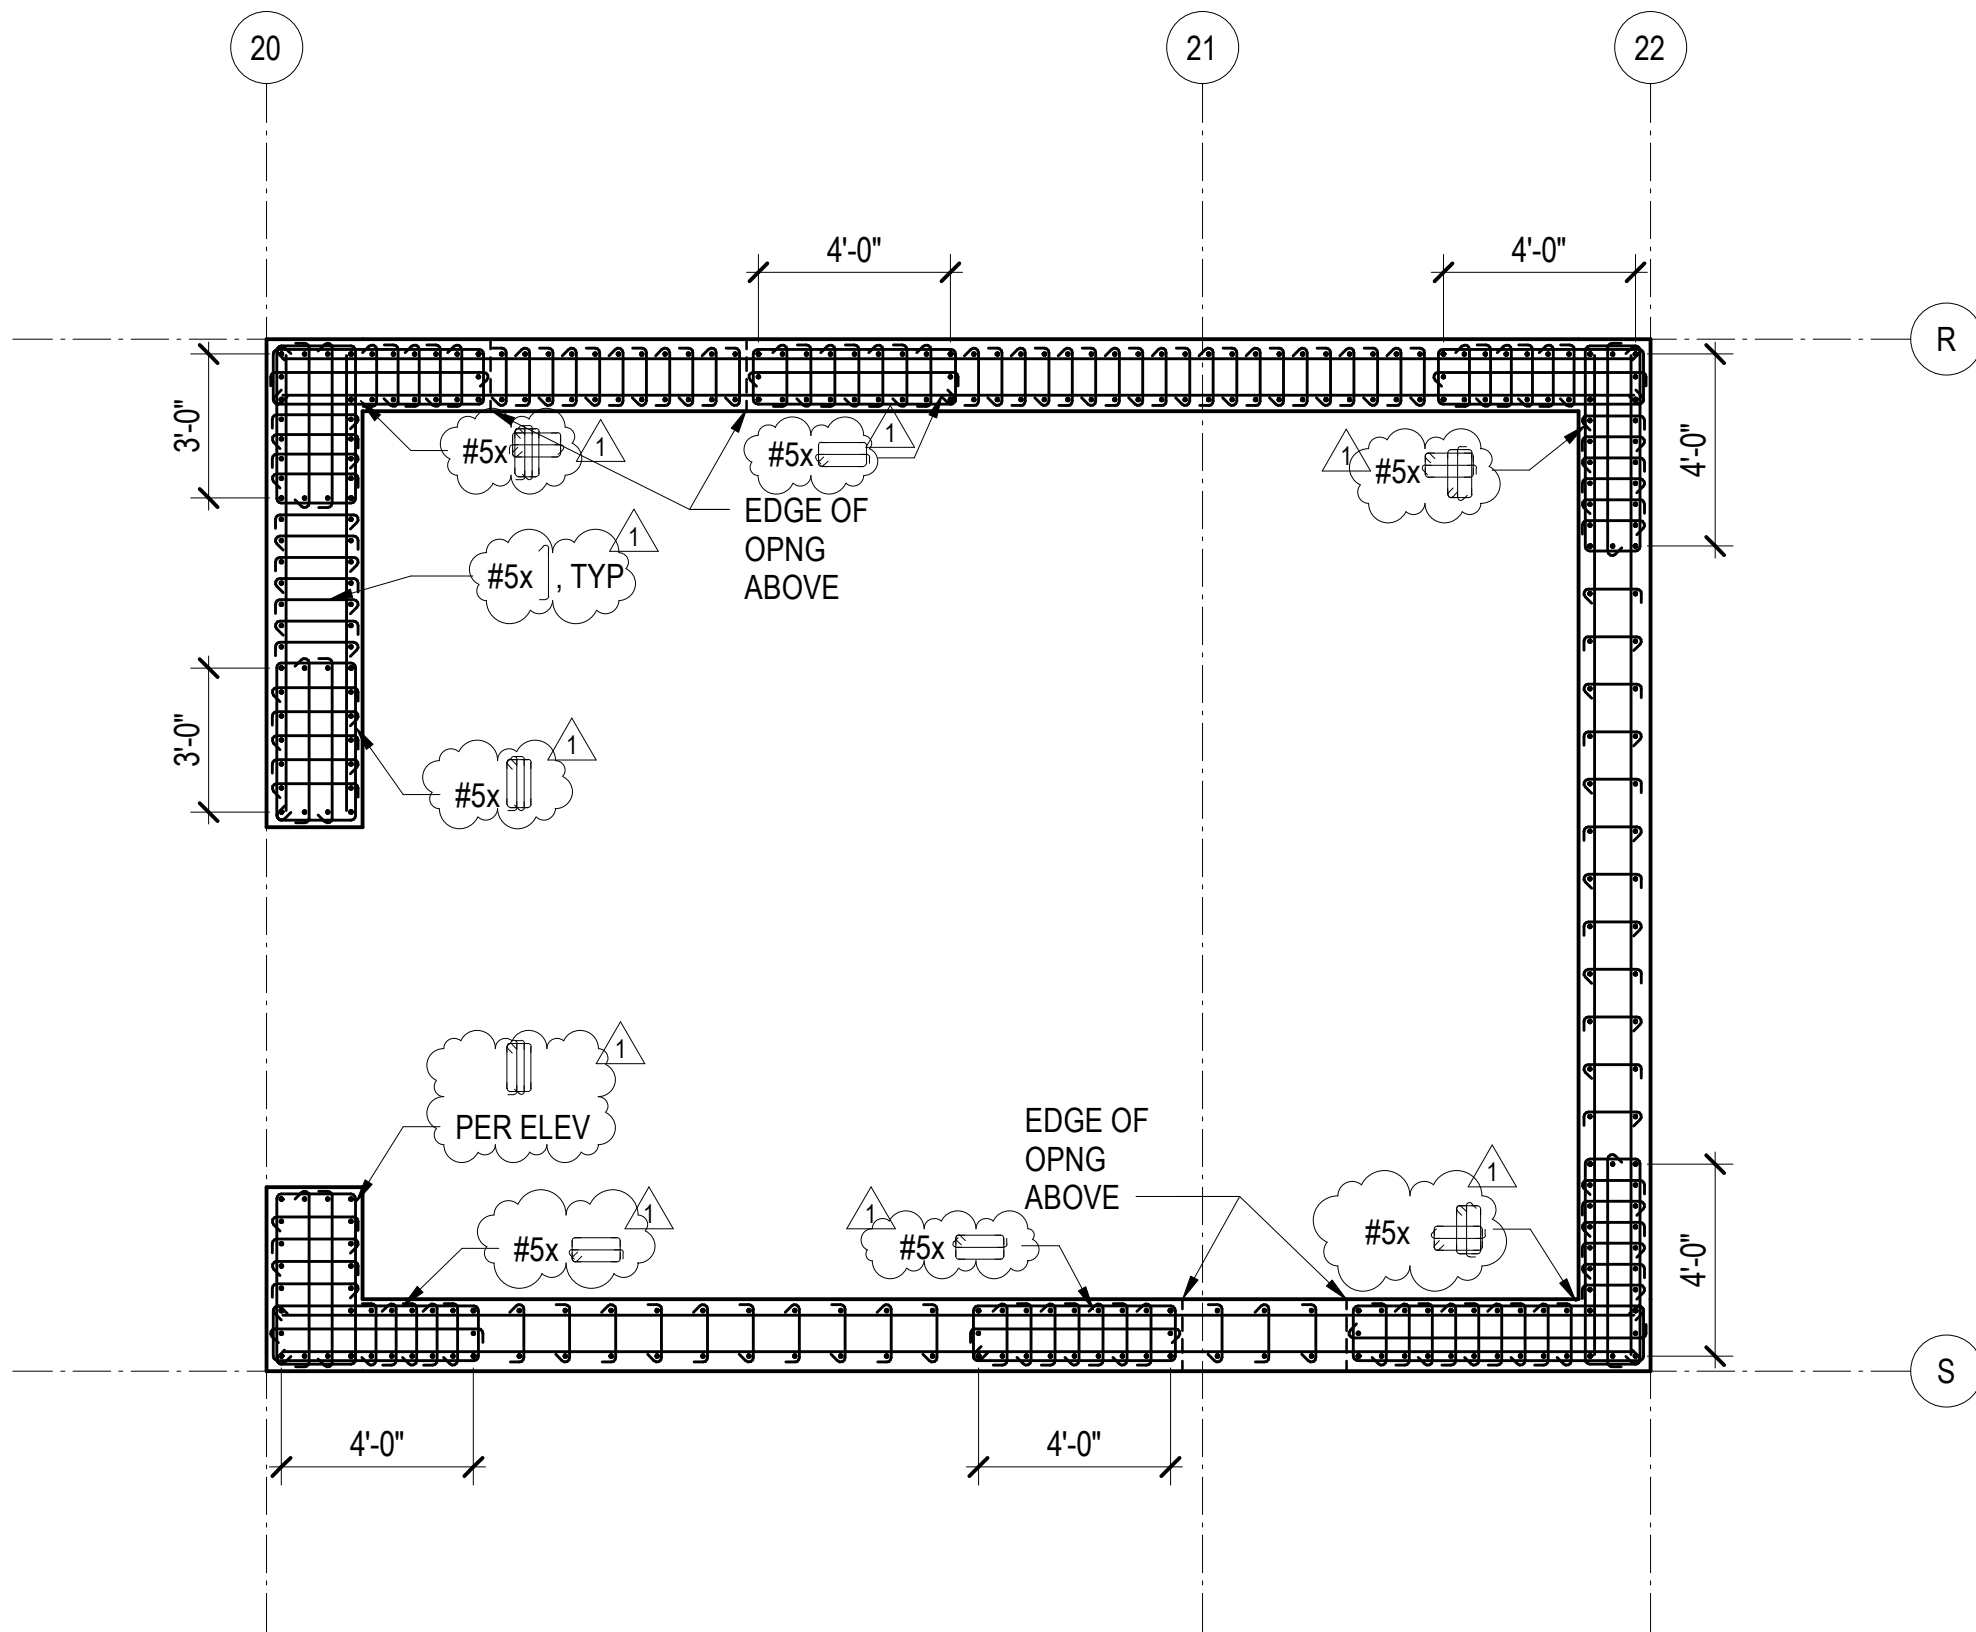 20
21
22
4'-0"
4'-0"
R
3'-0"
4'-0"
#5x
1
#5x
1
1
#5x
EDGE OF
OPNG
ABOVE
1
#5x , TYP
3'-0"
1
#5x
1
PER ELEV
EDGE OF
OPNG
ABOVE
1
#5x
1
#5x
1
#5x
4'-0"
S
4'-0"
4'-0"